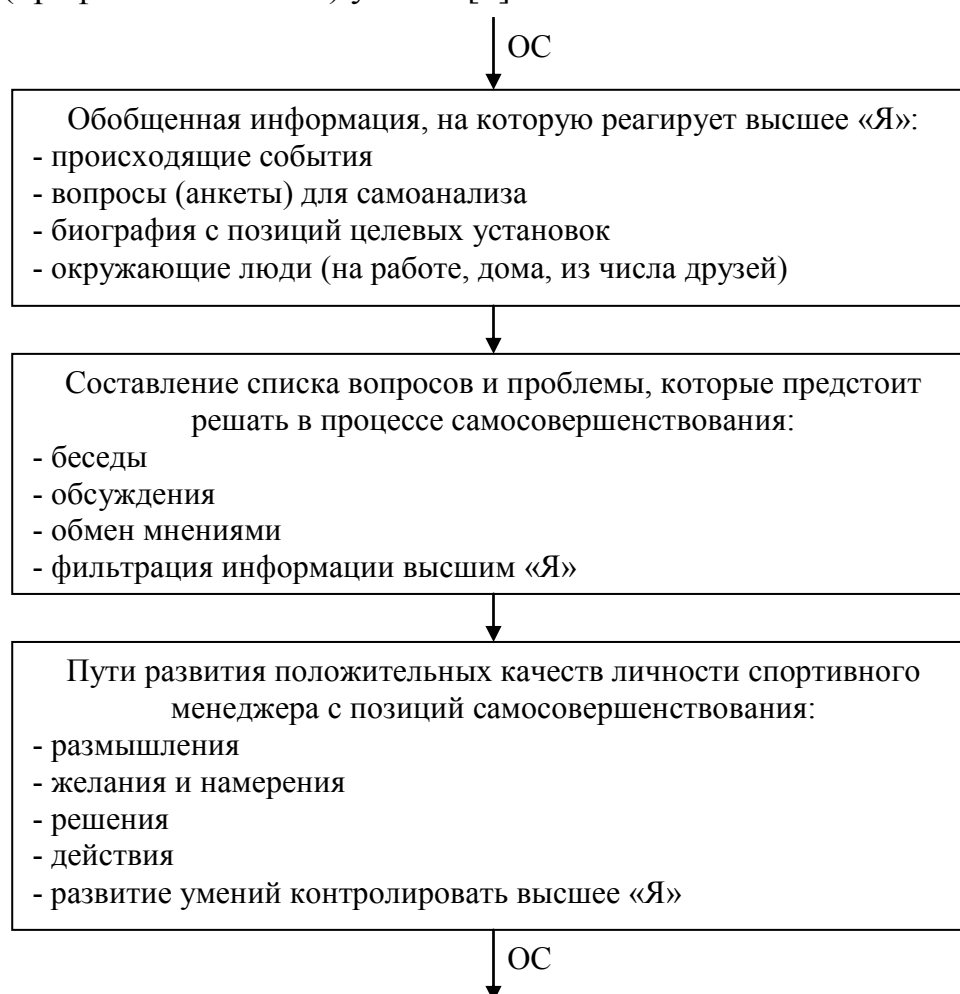 ОС
Обобщенная информация, на которую реагирует высшее «Я»:
- происходящие события
- вопросы (анкеты) для самоанализа
- биография с позиций целевых установок
- окружающие люди (на работе, дома, из числа друзей)
Составление списка вопросов и проблемы, которые предстоит
решать в процессе самосовершенствования:
- беседы
- обсуждения
- обмен мнениями
- фильтрация информации высшим «Я»
Пути развития положительных качеств личности спортивного
менеджера с позиций самосовершенствования:
- размышления
- желания и намерения
- решения
- действия
- развитие умений контролировать высшее «Я»
ОС